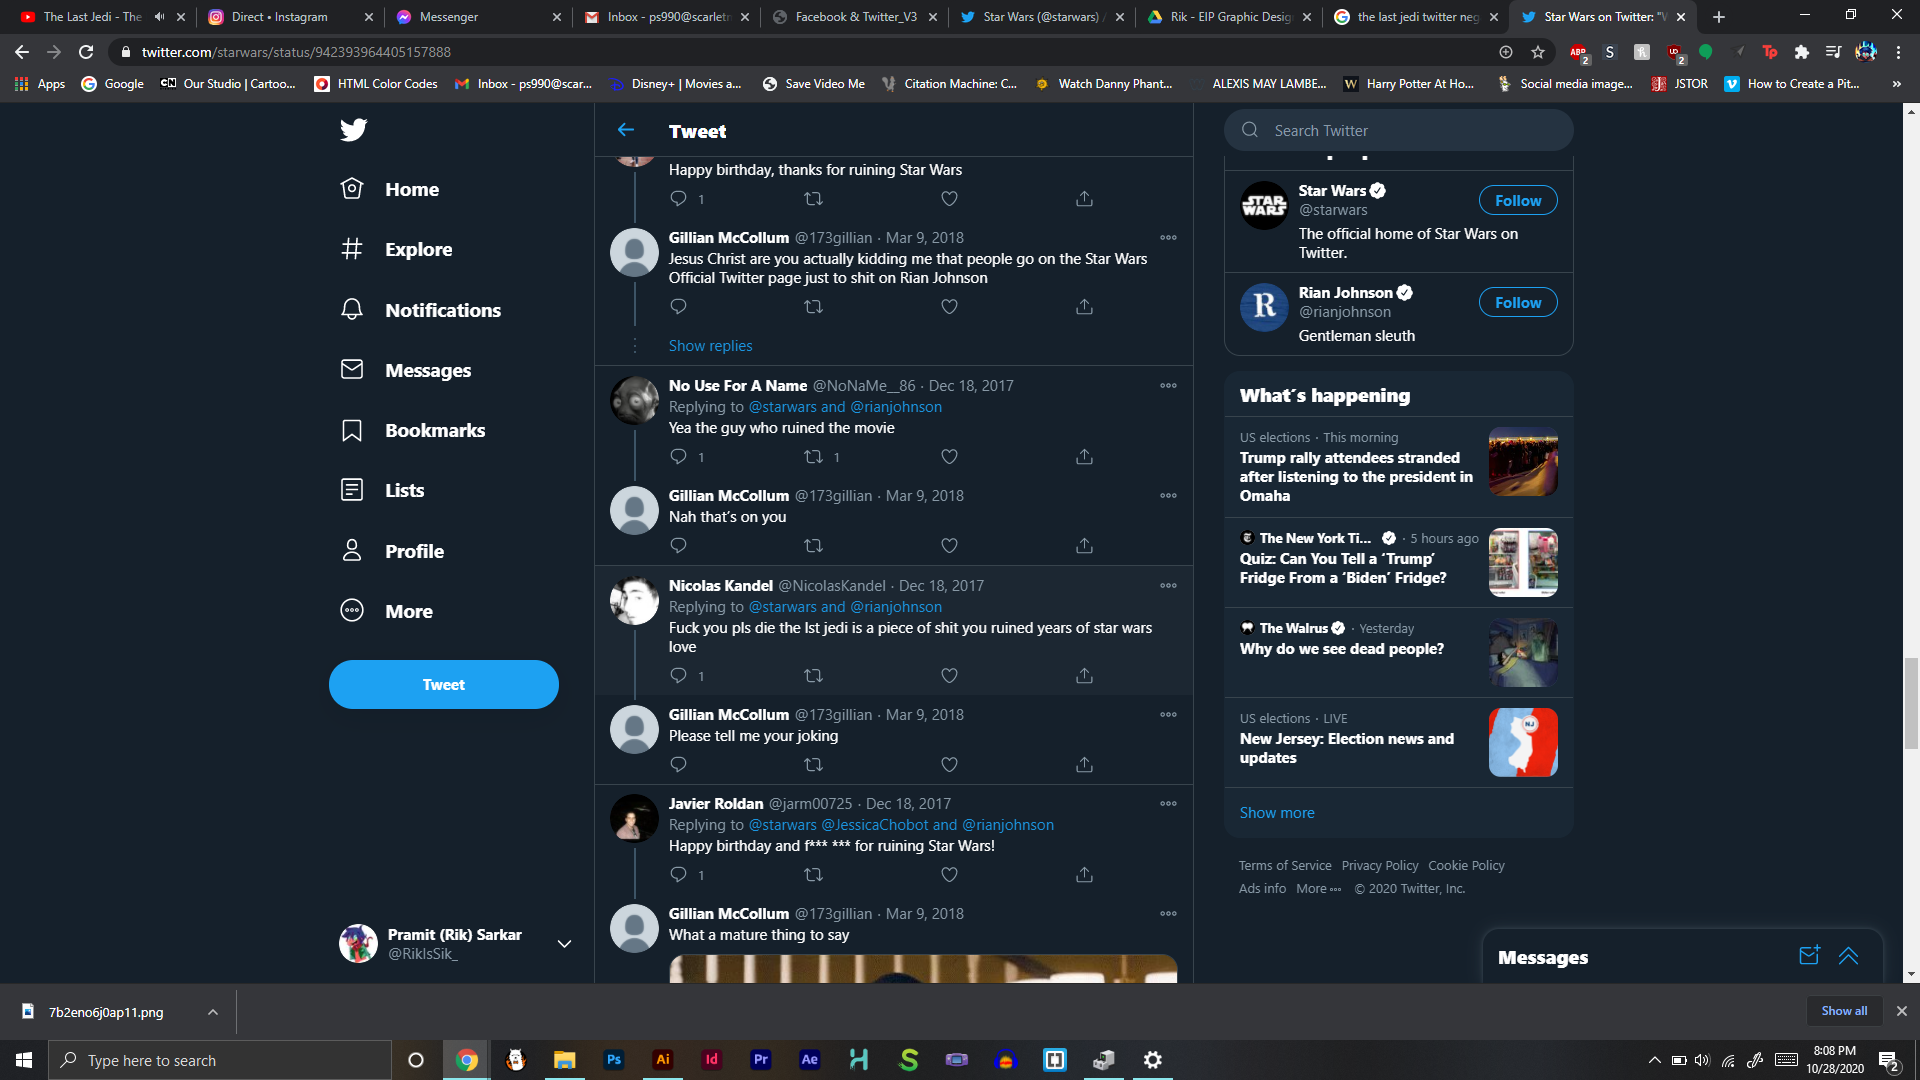 The Last Jedi - The
Direct • Instagram
Messenger
Inbox - ps990@scarletm
Facebook & Twitter_V3
Star Wars (@starwars) /
Rik - EIP Graphic Desig
the last jedi twitter neg
Star Wars on Twitter: "W
twitter.com/starwars/status/942393964405157888
Apps
Google
Our Studio | Cartoo...
HTML Color Codes
Inbox - ps990@scar...
Disney+ | Movies a...
Save Video Me
Citation Machine: C...
Watch Danny Phant...
ALEXIS MAY LAMBE...
Harry Potter At Ho...
Social media image...
JSTOR
How to Create a Pit...
Home
Explore
Notifications
Messages
Bookmarks
Lists
Profile
More
Tweet
Pramit (Rik) Sarkar
@RikIsSik_
Tweet
Happy birthday, thanks for ruining Star Wars
1
Gillian McCollum @173gillian · Mar 9, 2018
Jesus Christ are you actually kidding me that people go on the Star Wars
Official Twitter page just to shit on Rian Johnson
Show replies
No Use For A Name @NoNaMe__86 · Dec 18, 2017
Replying to @starwars and @rianjohnson
Yea the guy who ruined the movie
1 1
Gillian McCollum @173gillian · Mar 9, 2018
Nah that's on you
Nicolas Kandel @NicolasKandel · Dec 18, 2017
Replying to @starwars and @rianjohnson
Fuck you pls die the lst jedi is a piece of shit you ruined years of star wars
love
1
Gillian McCollum @173gillian · Mar 9, 2018
Please tell me your joking
Javier Roldan @jarm00725 · Dec 18, 2017
Replying to @starwars @JessicaChobot and @rianjohnson
Happy birthday and f*** *** for ruining Star Wars!
1
Gillian McCollum @173gillian · Mar 9, 2018
What a mature thing to say
Search Twitter
STAR WARS
Star Wars
@starwars
Follow
The official home of Star Wars on
Twitter.
R
Rian Johnson
@rianjohnson
Follow
Gentleman sleuth
What's happening
US elections · This morning
Trump rally attendees stranded
after listening to the president in
Omaha
The New York Ti... · 5 hours ago
Quiz: Can You Tell a 'Trump'
Fridge From a 'Biden' Fridge?
The Walrus · Yesterday
Why do we see dead people?
US elections · LIVE
New Jersey: Election news and
updates
NJ
Show more
Terms of Service Privacy Policy Cookie Policy
Ads info More ••• © 2020 Twitter, Inc.
Messages
7b2eno6j0ap11.png
Show all
Type here to search
Ps
Ai
Id
Pr
Ae
8:08 PM
10/28/2020
2